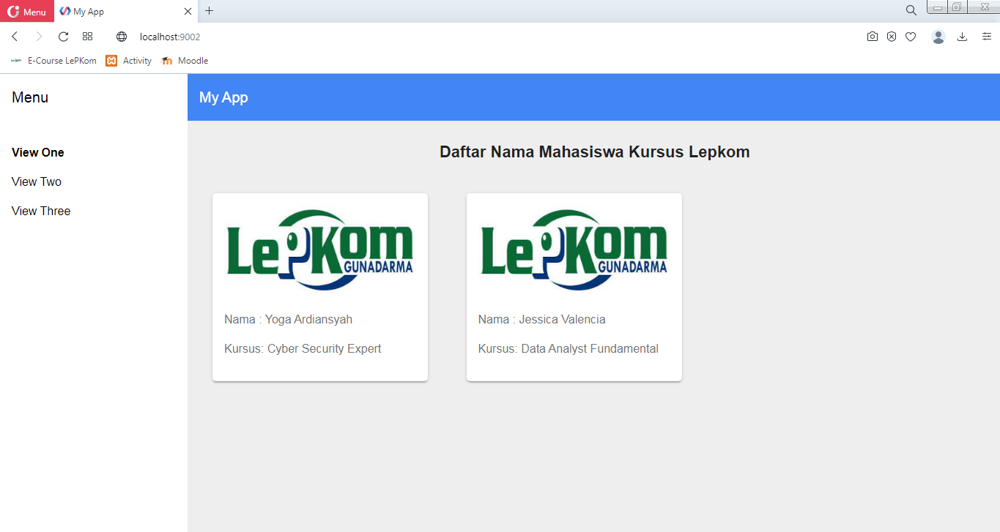 Menu
My App
localhost:9002
E-Course LePKom
Activity
Moodle
Menu
My App
View One
View Two
View Three
Daftar Nama Mahasiswa Kursus Lepkom
LePKom
GUNADARMA
Nama : Yoga Ardiansyah
Kursus: Cyber Security Expert
LePKom
GUNADARMA
Nama : Jessica Valencia
Kursus: Data Analyst Fundamental